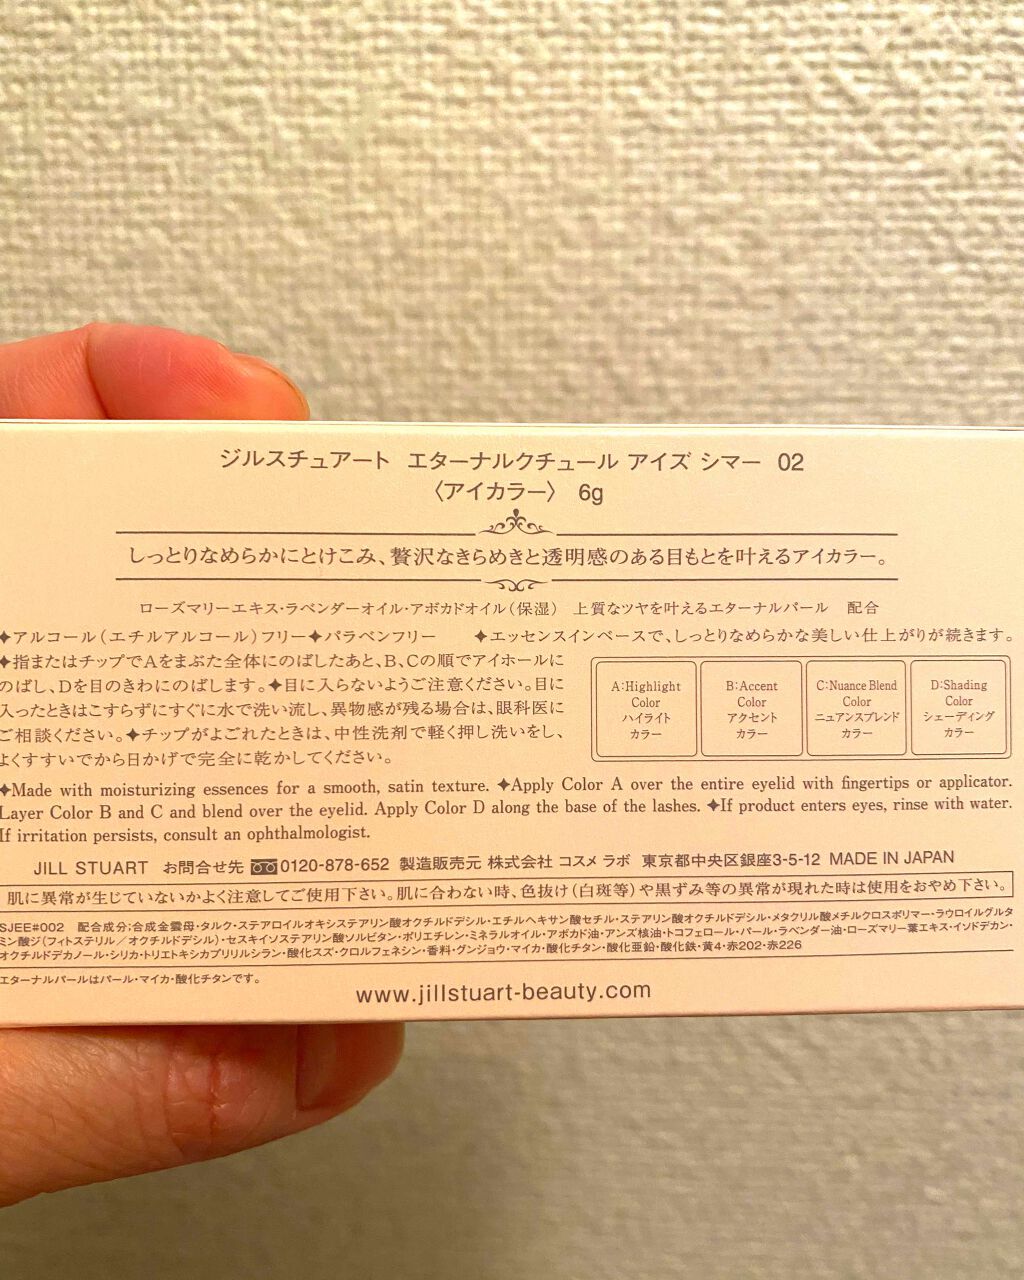 ジルスチュアート エターナルクチュール アイズ シマー 02
〈アイカラー〉 6g
しっとりなめらかにとけこみ、贅沢なきらめきと透明感のある目もとを叶えるアイカラー。
ローズマリーエキス・ラベンダーオイル・アボカドオイル（保湿） 上質なツヤを叶えるエターナルパール 配合
✦アルコール（エチルアルコール）フリー✦パラベンフリー ✦エッセンスインベースで、しっとりなめらかな美しい仕上がりが続きます。
✦指またはチップでAをまぶた全体にのばしたあと、B、Cの順でアイホールに
のばし、Dを目のきわにのばします。✦目に入らないようご注意ください。目に
入ったときはこすらずにすぐに水で洗い流し、異物感が残る場合は、眼科医に
ご相談ください。✦チップがよごれたときは、中性洗剤で軽く押し洗いをし、
よくすすいでから日かげで完全に乾かしてください。
A:Highlight
Color
ハイライト
カラー
B:Accent
Color
アクセント
カラー
C:Nuance Blend
Color
ニュアンスブレンド
カラー
D:Shading
Color
シェーディング
カラー
✦Made with moisturizing essences for a smooth, satin texture. ✦Apply Color A over the entire eyelid with fingertips or applicator.
Layer Color B and C and blend over the eyelid. Apply Color D along the base of the lashes. ✦If product enters eyes, rinse with water.
If irritation persists, consult an ophthalmologist.
JILL STUART お問合せ先 0120-878-652 製造販売元 株式会社 コスメ ラボ 東京都中央区銀座3-5-12 MADE IN JAPAN
肌に異常が生じていないかよく注意してご使用下さい。肌に合わない時、色抜け（白斑等）や黒ずみ等の異常が現れた時は使用をおやめ下さい。
SJEE#002 配合成分:合成金雲母・タルク・ステアロイルオキシステアリン酸オクチルドデシル・エチルヘキサン酸セチル・ステアリン酸オクチルドデシル・メタクリル酸メチルクロスポリマー・ラウロイルグルタ
ミン酸ジ（フィトステリル／オクチルドデシル）・セスキイソステアリン酸ソルビタン・ポリエチレン・ミネラルオイル・アボカド油・アンズ核油・トコフェロール・パール・ラベンダー油・ローズマリー葉エキス・イソドデカン・
オクチルドデカノール・シリカ・トリエトキシカプリリルシラン・酸化スズ・クロルフェネシン・香料・グンジョウ・マイカ・酸化チタン・酸化亜鉛・酸化鉄・黄4・赤202・赤226
エターナルパールはパール・マイカ・酸化チタンです。
www.jillstuart-beauty.com